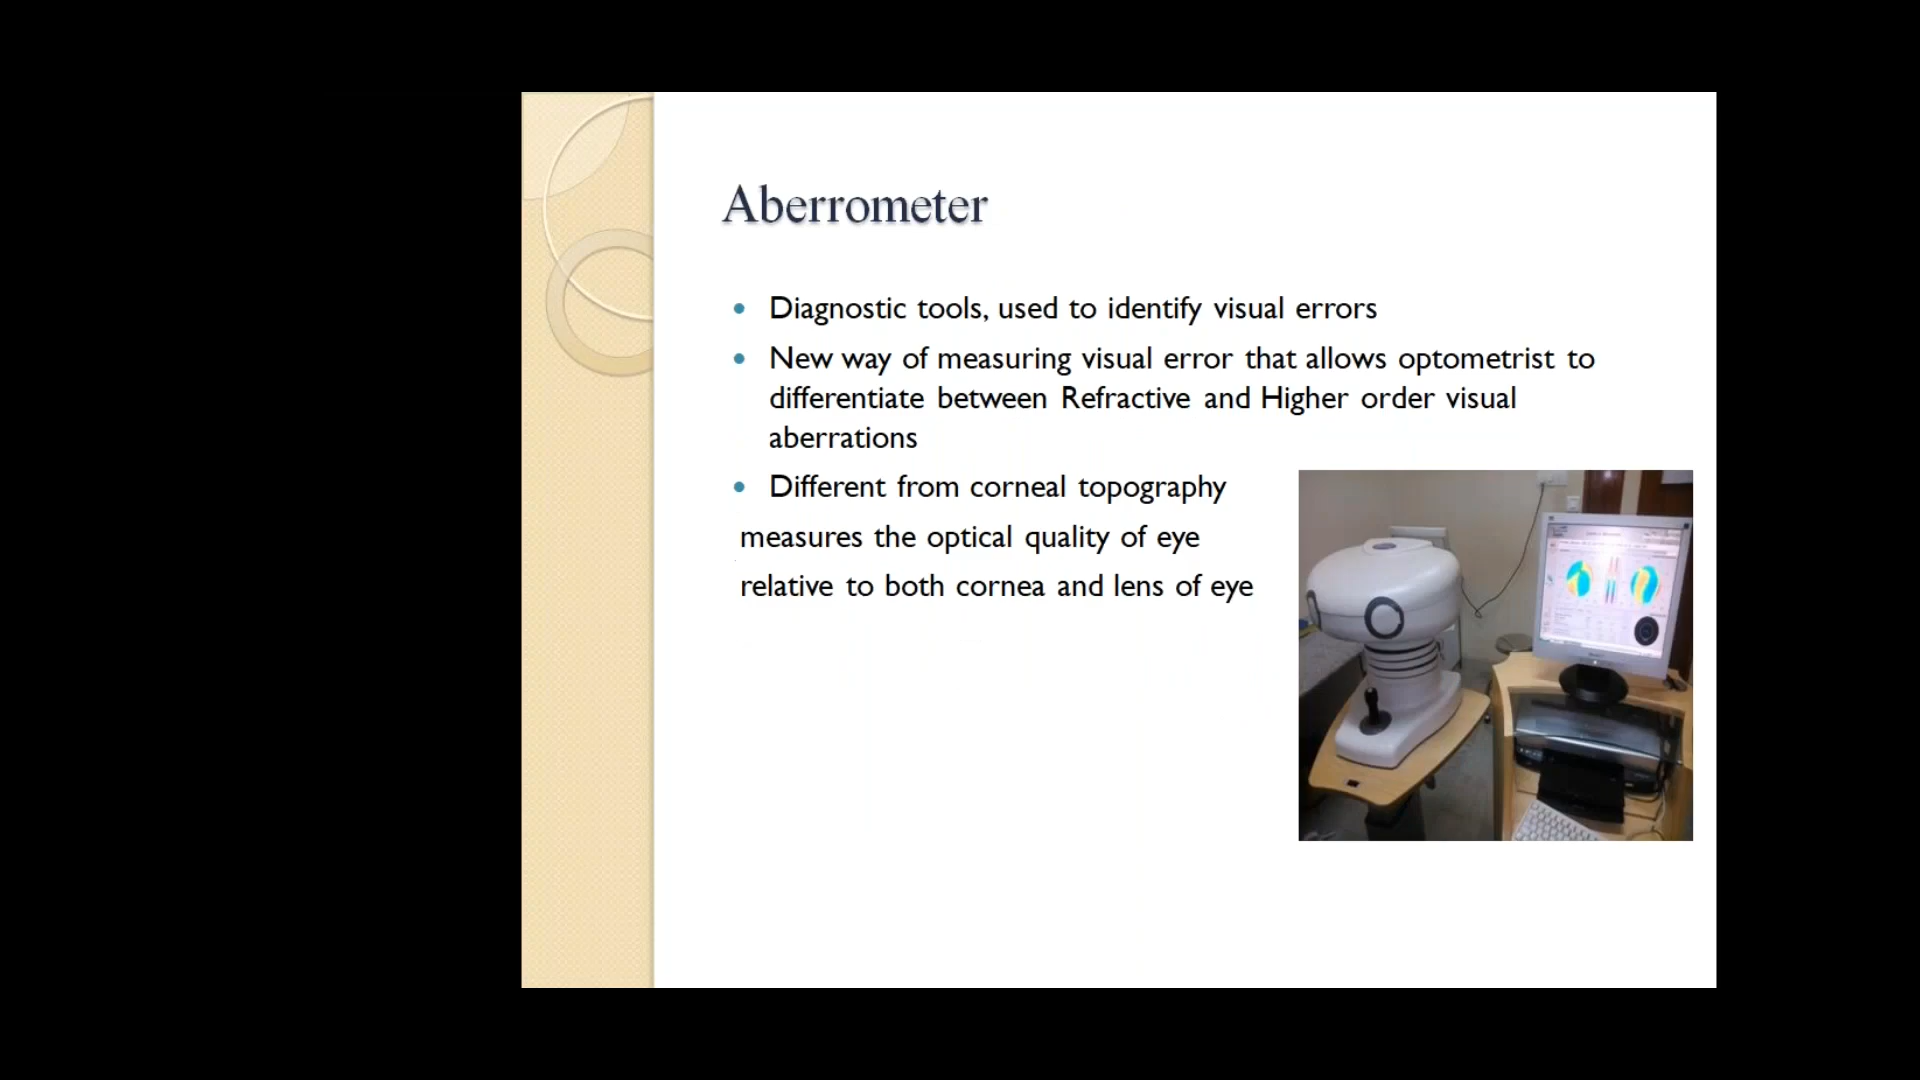 Aberrometer
• Diagnostic tools, used to identify visual errors
• New way of measuring visual error that allows optometrist to
differentiate between Refractive and Higher order visual
aberrations
• Different from corneal topography
measures the optical quality of eye
relative to both cornea and lens of eye